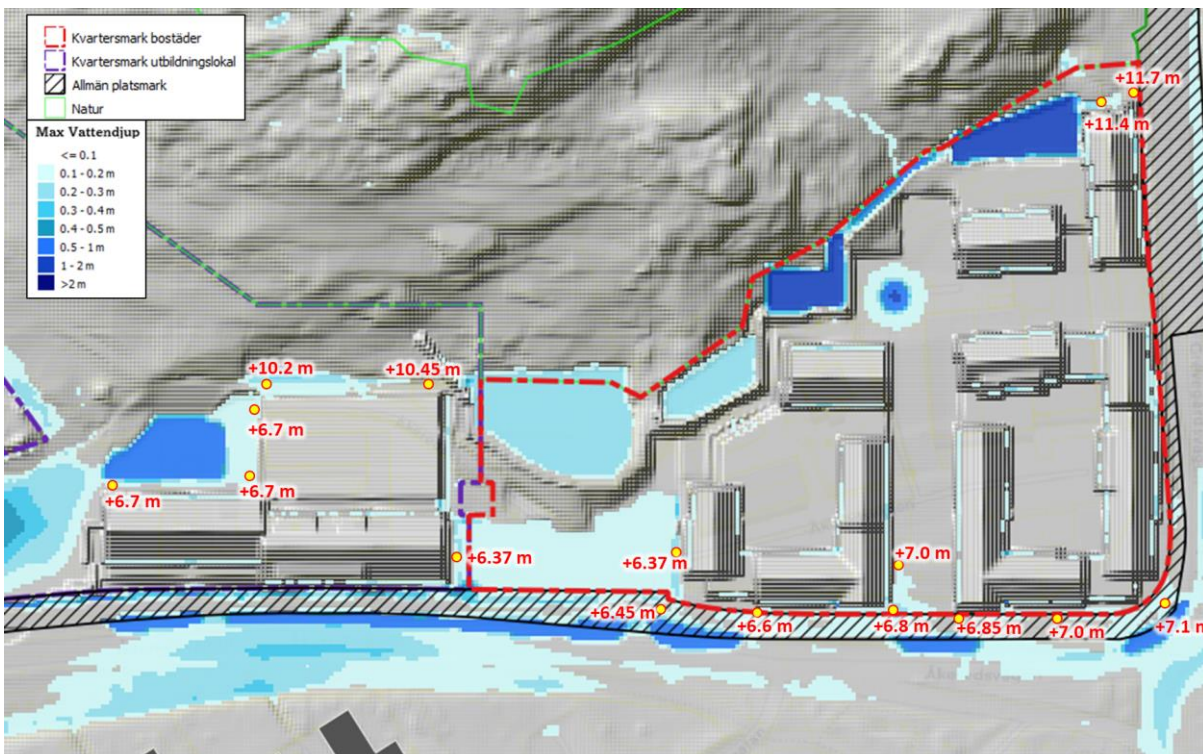 Kvartersmark bostäder
Kvartersmark utbildningslokal
Allmän platsmark
Natur
Max Vattendjup
<= 0.1
0.1 - 0.2 m
0.2 - 0.3 m
0.3 - 0.4 m
0.4 - 0.5 m
0.5 - 1 m
1 - 2 m
>2 m
+11.7 m
+11.4 m
+10.2 m
+10.45 m
+6.7 m
+6.7 m
+6.7 m
+6.37 m
+6.37 m
+7.0 m
+6.45 m
+6.6 m
+6.8 m
+6.85 m
+7.0 m
+7.1 m